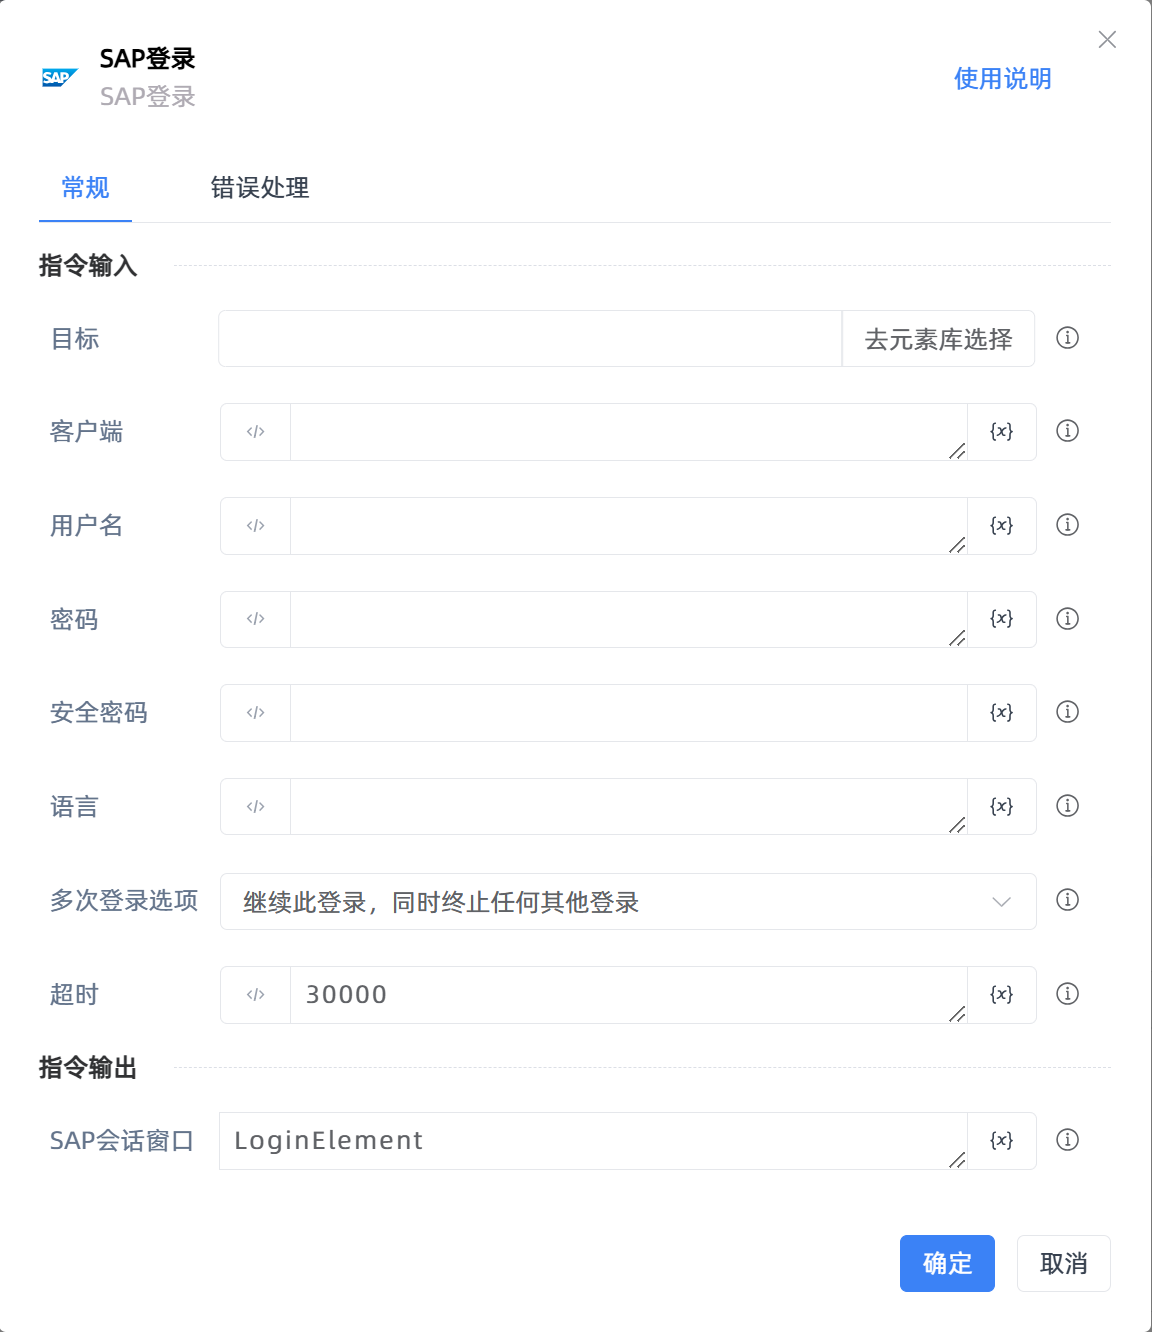 SAP
SAP登录
SAP登录
使用说明
常规
错误处理
指令输入
目标
去元素库选择
客户端
</>
{x}
用户名
</>
{x}
密码
</>
{x}
安全密码
</>
{x}
语言
</>
{x}
多次登录选项
继续此登录，同时终止任何其他登录
超时
</>
30000
{x}
指令输出
SAP会话窗口
LoginElement
{x}
确定
取消